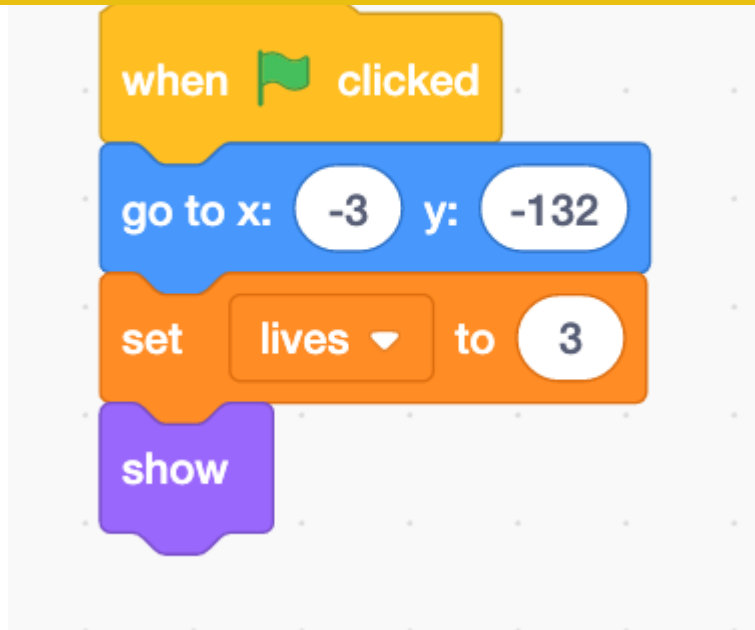 when clicked
go to x: -3 y: -132
set lives to 3
show